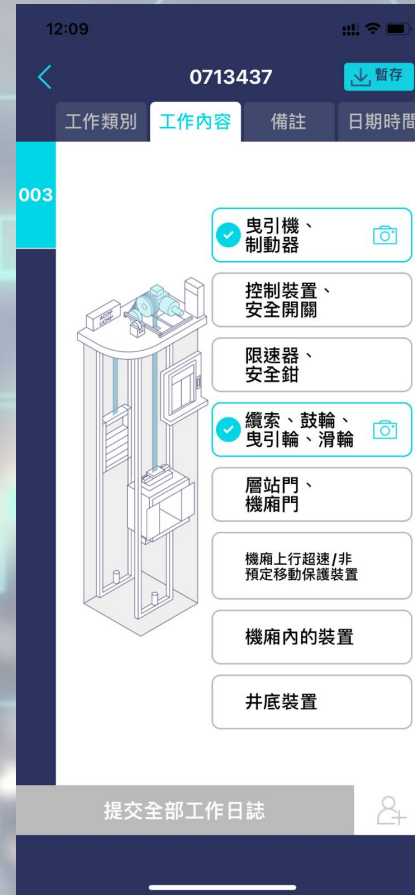 12:09
0713437
暫存
工作類別
工作內容
備註
日期時間
003
曳引機、
制動器
控制裝置、
安全開關
限速器、
安全鉗
纜索、鼓輪、
曳引輪、滑輪
層站門、
機廂門
機廂上行超速/非
預定移動保護裝置
機廂內的裝置
井底裝置
提交全部工作日誌